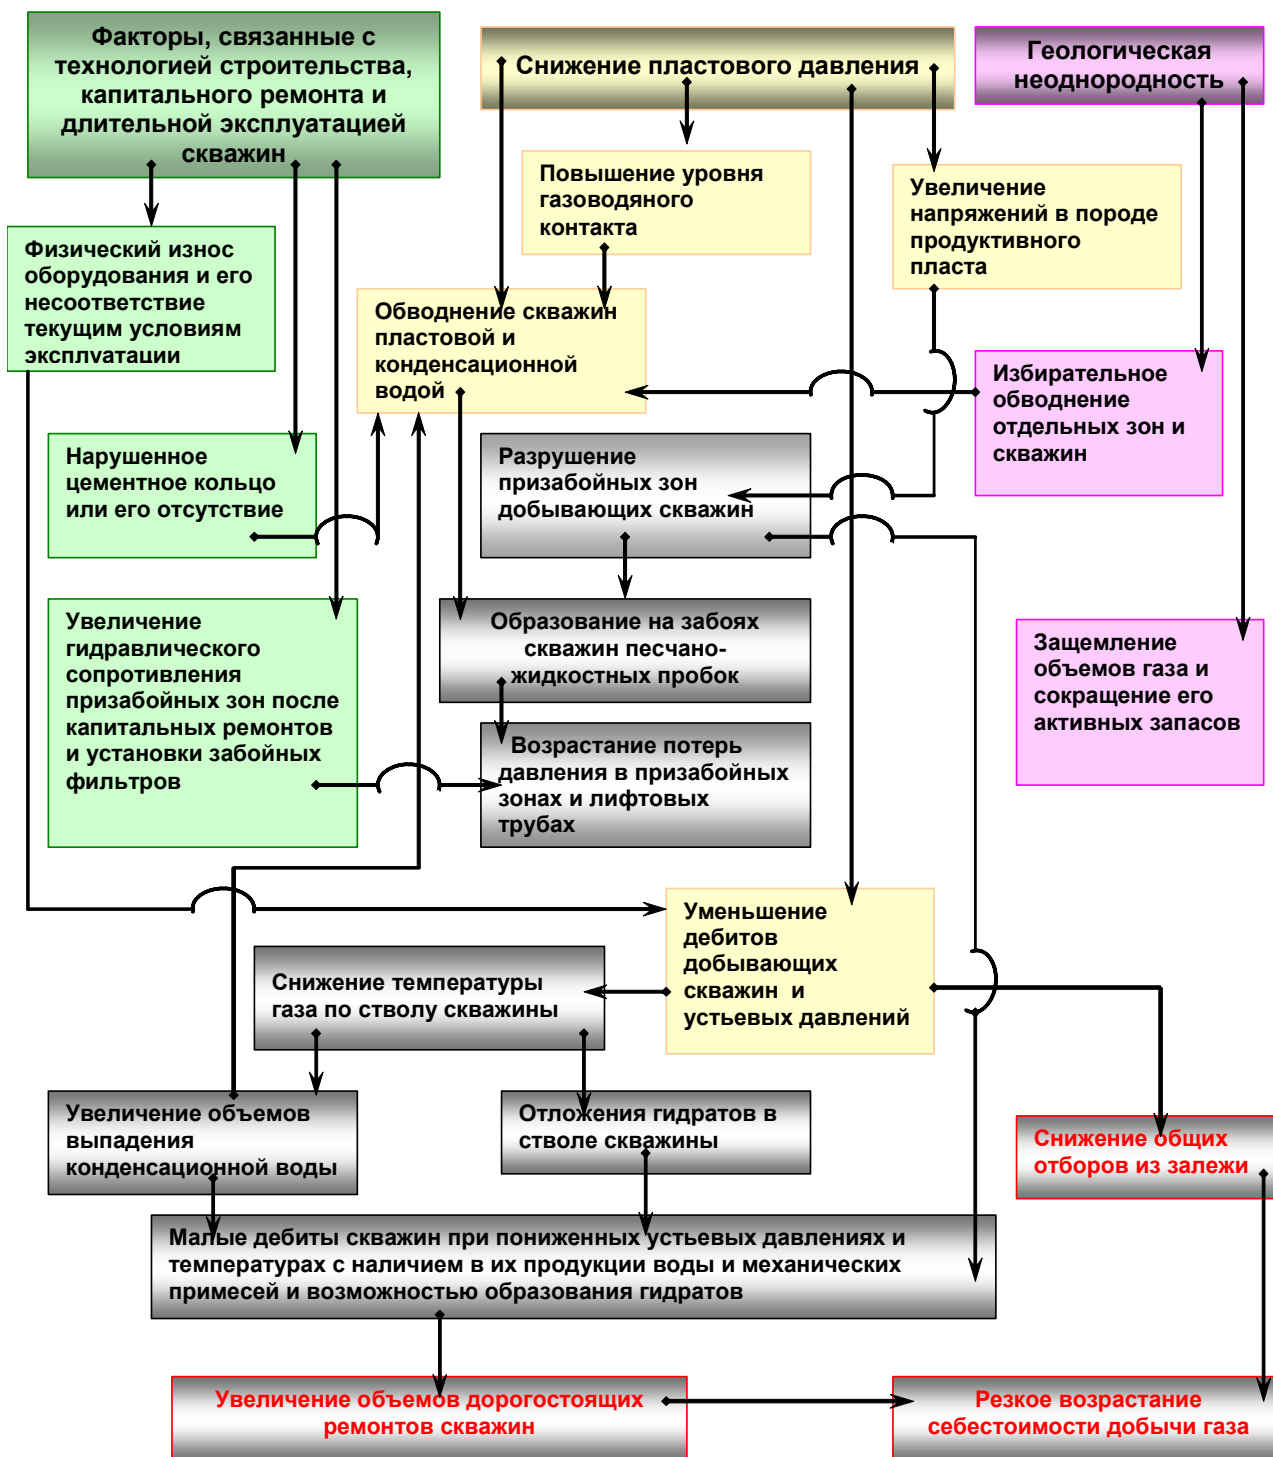 Факторы, связанные с
технологией строительства,
капитального ремонта и
длительной эксплуатацией
скважин
Снижение пластового давления
Геологическая
неоднородность
Повышение уровня
газоводяного
контакта
Увеличение
напряжений в породе
продуктивного
пласта
Физический износ
оборудования и его
несоответствие
текущим условиям
эксплуатации
Обводнение скважин
пластовой и
конденсационной
водой
Избирательное
обводнение
отдельных зон и
скважин
Нарушенное
цементное кольцо
или его отсутствие
Разрушение
призабойных зон
добывающих скважин
Увеличение
гидравлического
сопротивления
призабойных зон после
капитальных ремонтов
и установки забойных
фильтров
Образование на забоях
скважин песчано-
жидкостных пробок
Защемление
объемов газа и
сокращение его
активных запасов
Возрастание потерь
давления в призабойных
зонах и лифтовых
трубах
Уменьшение
дебитов
добывающих
скважин и
устьевых давлений
Снижение температуры
газа по стволу скважины
Увеличение объемов
выпадения
конденсационной воды
Отложения гидратов в
стволе скважины
Снижение общих
отборов из залежи
Малые дебиты скважин при пониженных устьевых давлениях и
температурах с наличием в их продукции воды и механических
примесей и возможностью образования гидратов
Увеличение объемов дорогостоящих
ремонтов скважин
Резкое возрастание
себестоимости добычи газа